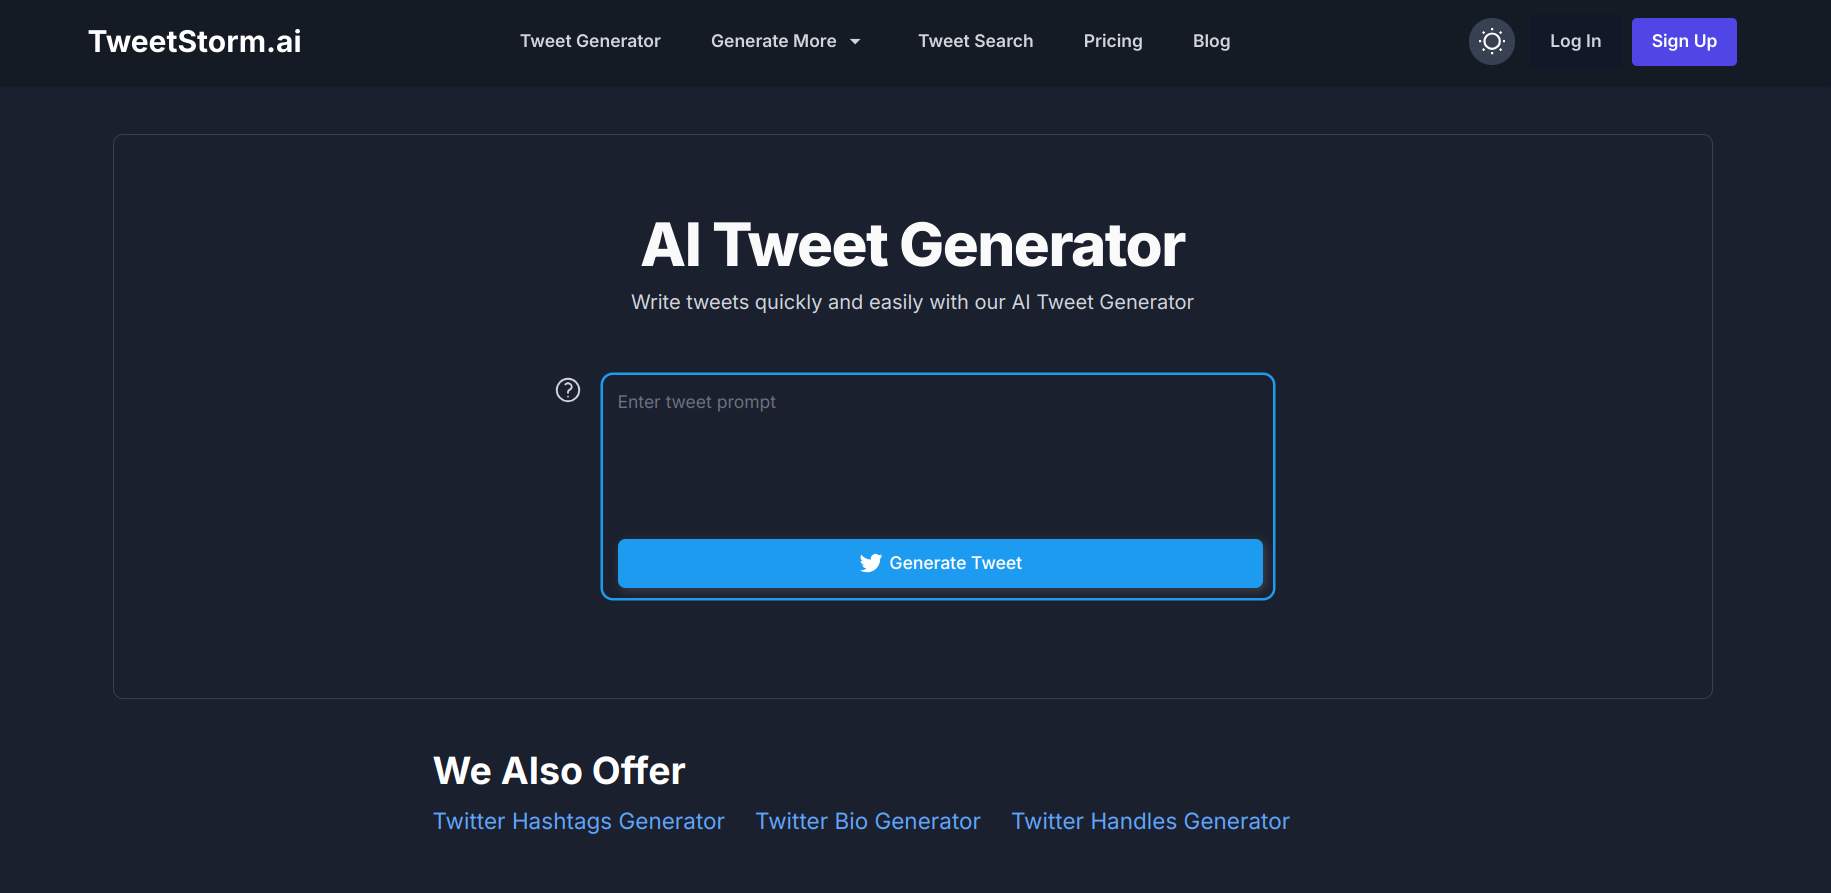 TweetStorm.ai
Tweet Generator
Generate More
Tweet Search
Pricing
Blog
Log In
Sign Up
AI Tweet Generator
Write tweets quickly and easily with our AI Tweet Generator
?
Enter tweet prompt
Generate Tweet
We Also Offer
Twitter Hashtags Generator
Twitter Bio Generator
Twitter Handles Generator